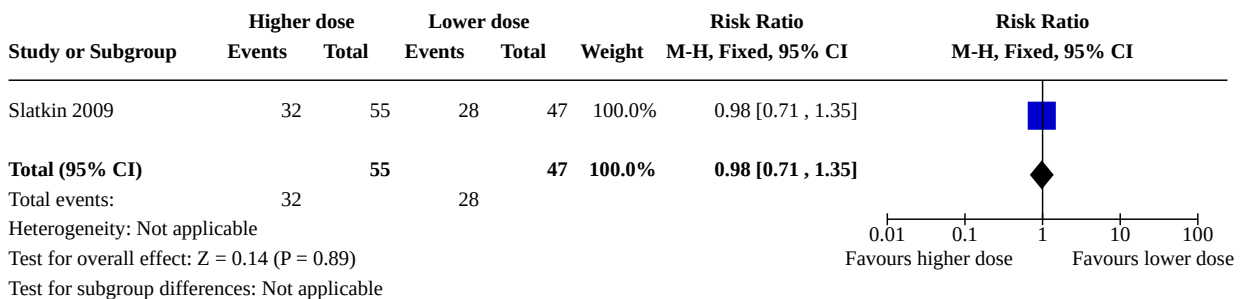 Higher dose Lower dose Risk Ratio Risk Ratio
Study or Subgroup Events Total Events Total Weight M-H, Fixed, 95% CI M-H, Fixed, 95% CI
Slatkin 2009 32 55 28 47 100.0% 0.98 [0.71 , 1.35]
Total (95% CI) 55 47 100.0% 0.98 [0.71 , 1.35]
Total events: 32 28
Heterogeneity: Not applicable
0.01 0.1 1 10 100
Test for overall effect: Z = 0.14 (P = 0.89) Favours higher dose Favours lower dose
Test for subgroup differences: Not applicable